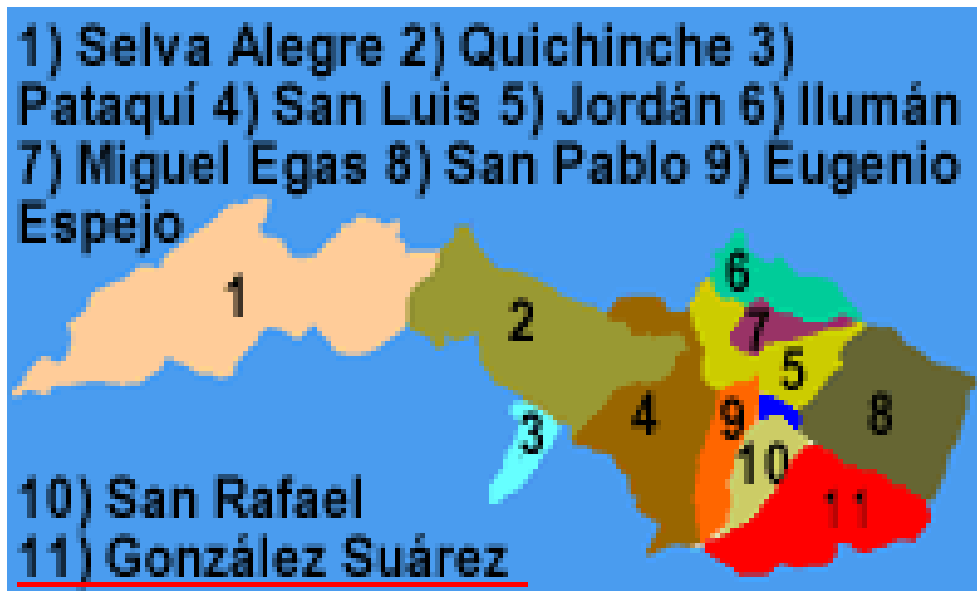 1) Selva Alegre 2) Quichinche 3)
Pataquí 4) San Luis 5) Jordán 6) Ilumán
7) Miguel Egas 8) San Pablo 9) Eugenio
Espejo
6
1
7
2
5
8
9
4
3
10
11
10) San Rafael
11) González Suárez